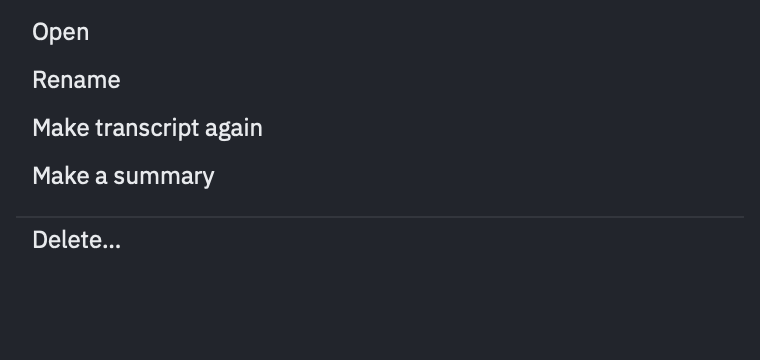 Open
Rename
Make transcript again
Make a summary
Delete...